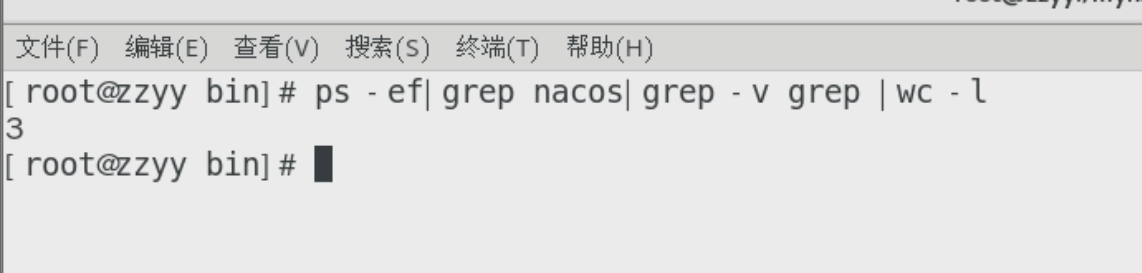 文件(F) 编辑(E) 查看(V) 搜索(S) 终端(T) 帮助(H)
[root@zzyy bin]# ps -ef|grep nacos|grep -v grep |wc -l
3
[root@zzyy bin]#